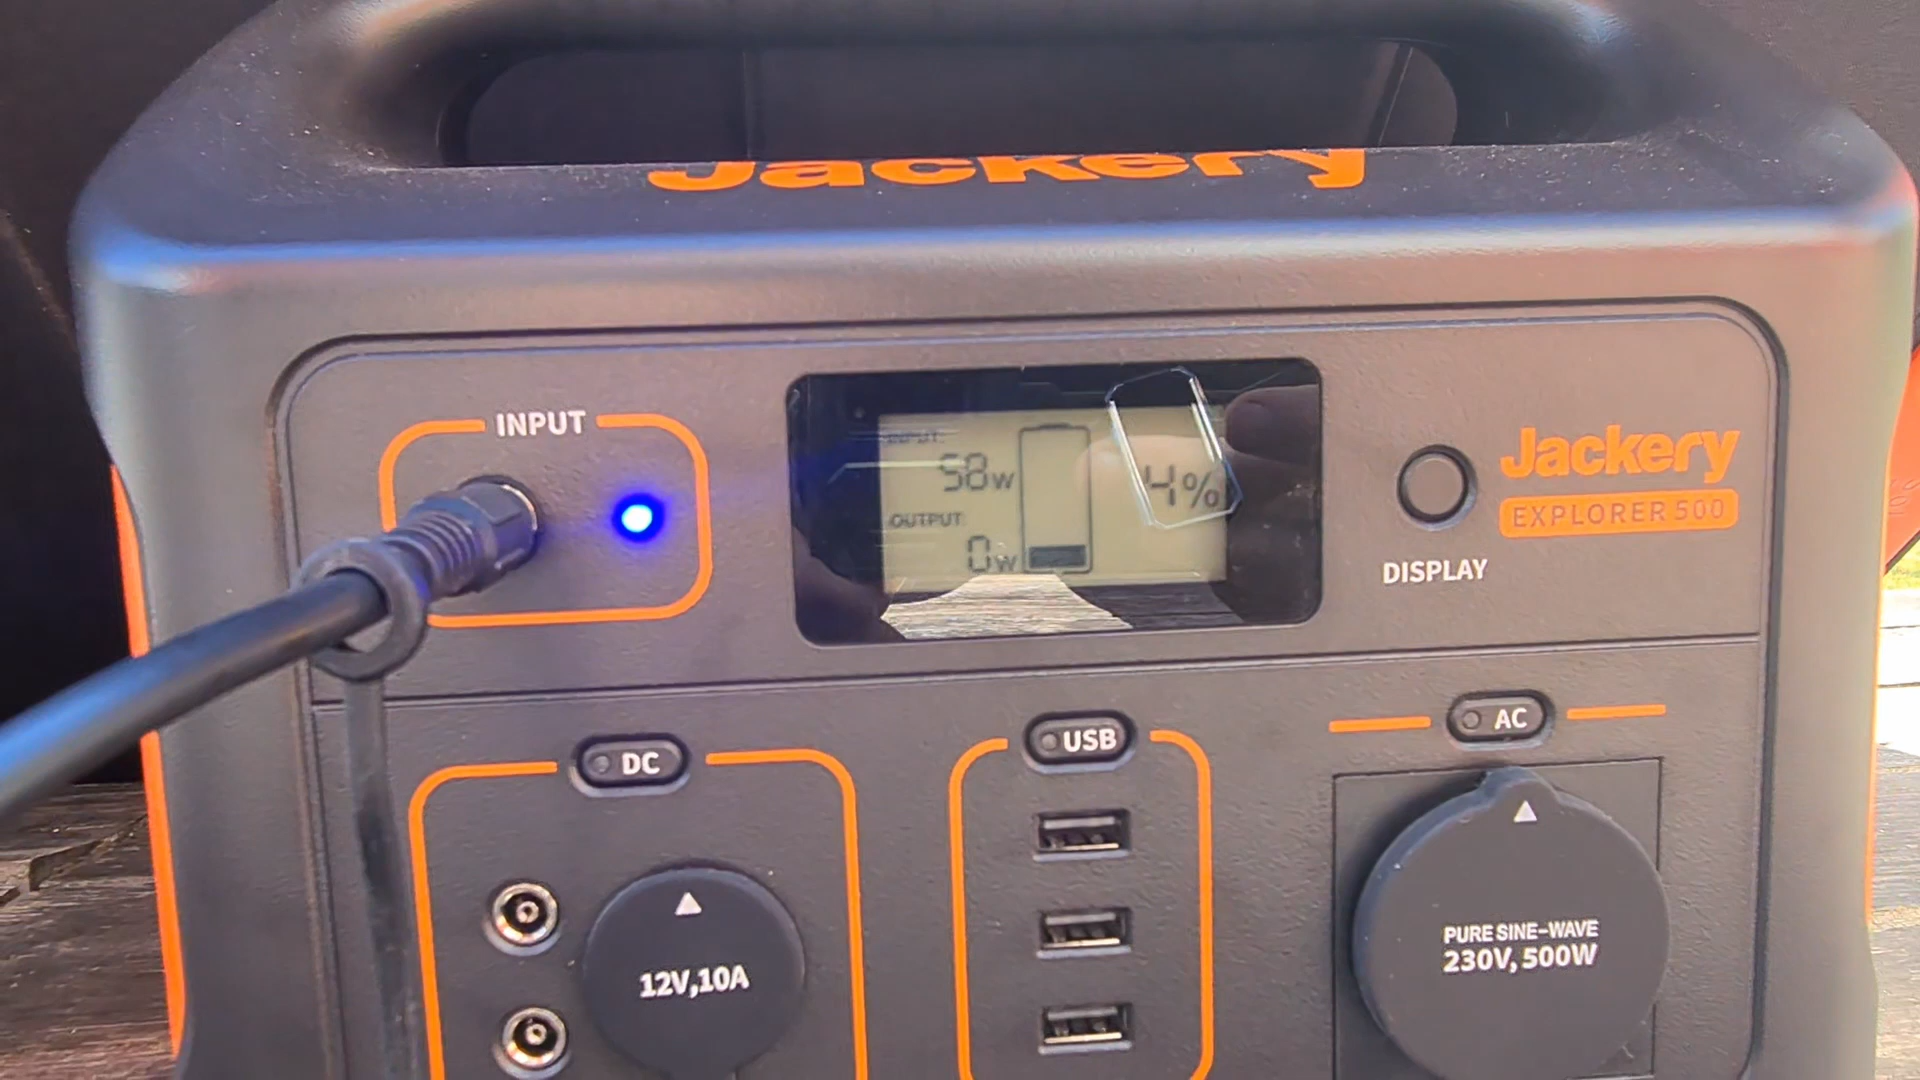 Jackery
INPUT
INPUT:
58W
4%
OUTPUT:
0W
Jackery
EXPLORER 500
DISPLAY
DC
USB
AC
12V,10A
PURE SINE-WAVE
230V, 500W